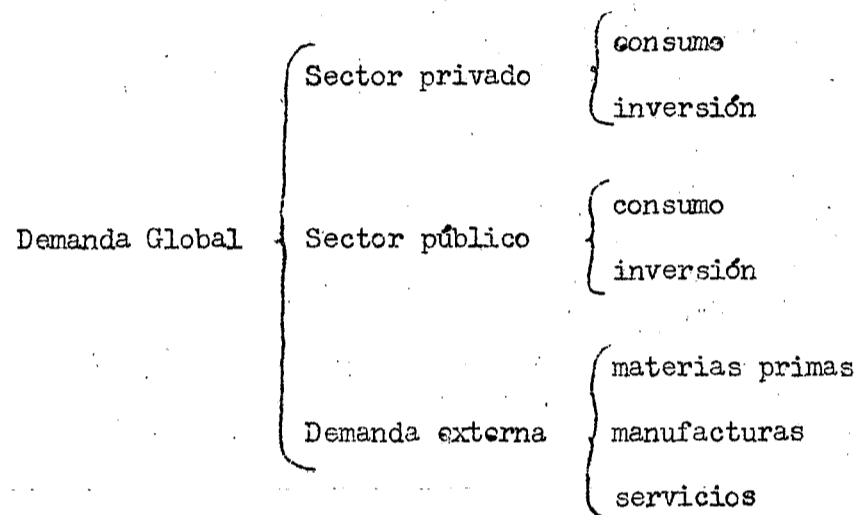 consumo
Sector privado
inversión
consumo
Demanda Global Sector público
inversión
materias primas
Demanda externa manufacturas
servicios